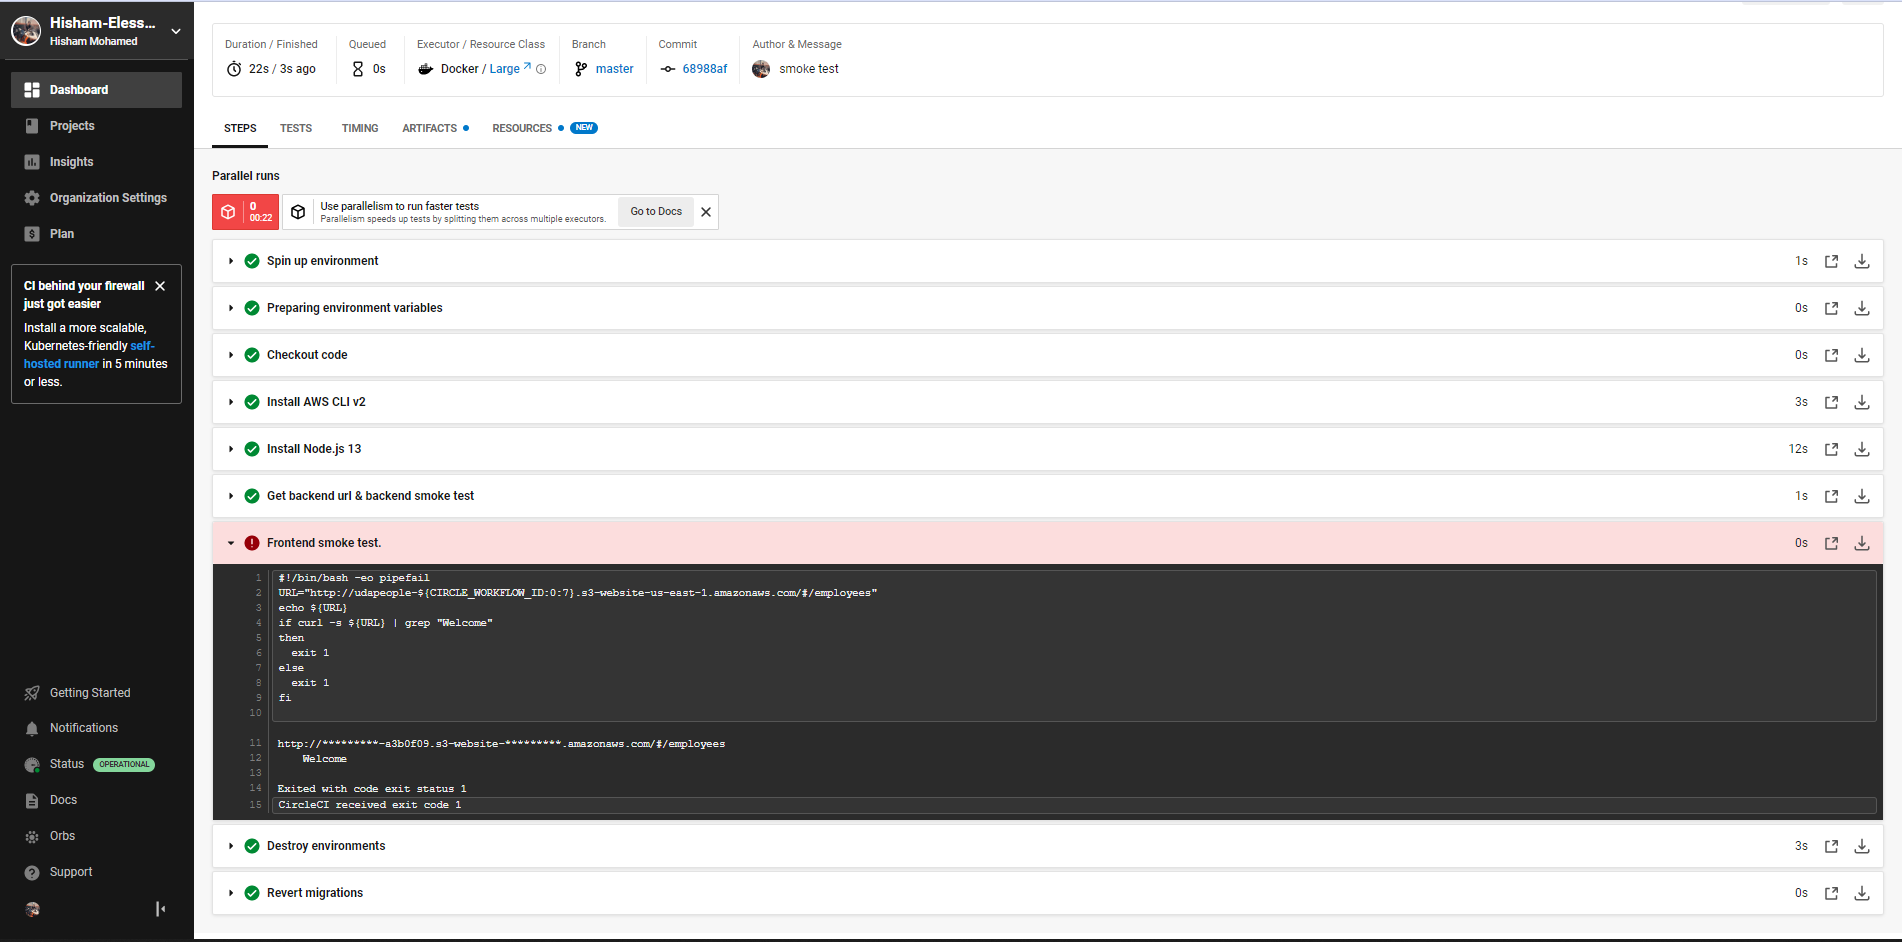 Hisham-Eless...
Hisham Mohamed
Dashboard
Projects
Insights
Organization Settings
Plan
CI behind your firewall
just got easier
Install a more scalable,
Kubernetes-friendly self-
hosted runner in 5 minutes
or less.
Getting Started
Notifications
Status OPERATIONAL
Docs
Orbs
Support
Duration / Finished
22s / 3s ago
Queued
0s
Executor / Resource Class
Docker / Large
Branch
master
Commit
68988af
Author & Message
smoke test
STEPS TESTS TIMING ARTIFACTS RESOURCES NEW
Parallel runs
0
00:22
Use parallelism to run faster tests
Parallelism speeds up tests by splitting them across multiple executors.
Go to Docs
Spin up environment 1s
Preparing environment variables 0s
Checkout code 0s
Install AWS CLI v2 3s
Install Node.js 13 12s
Get backend url & backend smoke test 1s
Frontend smoke test. 0s
1 #!/bin/bash -eo pipefail
2 URL="http://udapeople-${CIRCLE_WORKFLOW_ID:0:7}.s3-website-us-east-1.amazonaws.com/#/employees"
3 echo ${URL}
4 if curl -s ${URL} | grep "Welcome"
5 then
6 exit 1
7 else
8 exit 1
9 fi
10
11 http://*********-a3b0f09.s3-website-*********.amazonaws.com/#/employees
12 Welcome
13
14 Exited with code exit status 1
15 CircleCI received exit code 1
Destroy environments 3s
Revert migrations 0s